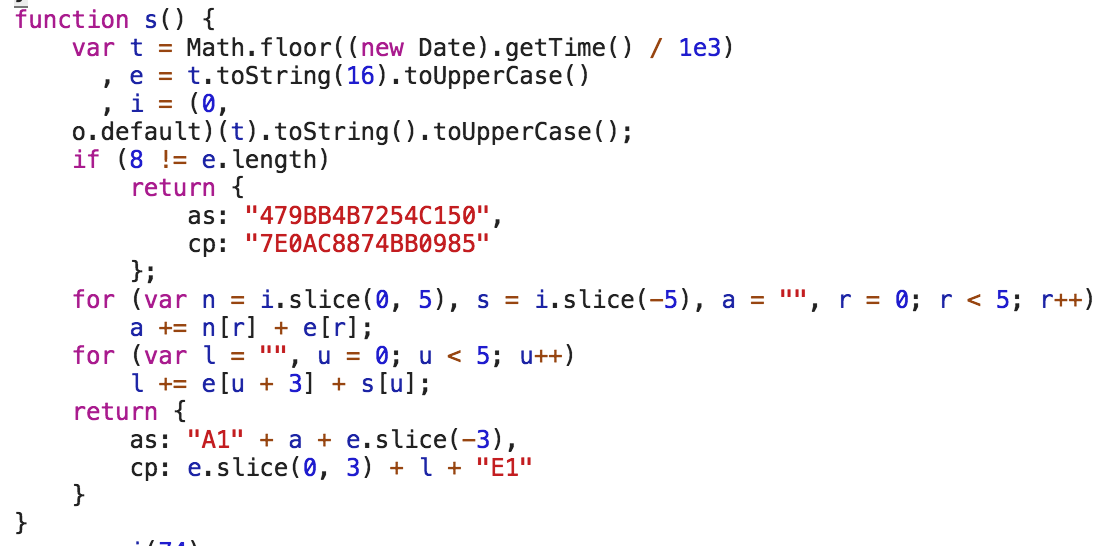 function s() {
    var t = Math.floor((new Date).getTime() / 1e3)
      , e = t.toString(16).toUpperCase()
      , i = (0,
    o.default)(t).toString().toUpperCase();
    if (8 != e.length)
        return {
            as: "479BB4B7254C150",
            cp: "7E0AC8874BB0985"
        };
    for (var n = i.slice(0, 5), s = i.slice(-5), a = "", r = 0; r < 5; r++)
        a += n[r] + e[r];
    for (var l = "", u = 0; u < 5; u++)
        l += e[u + 3] + s[u];
    return {
        as: "A1" + a + e.slice(-3),
        cp: e.slice(0, 3) + l + "E1"
    }
}